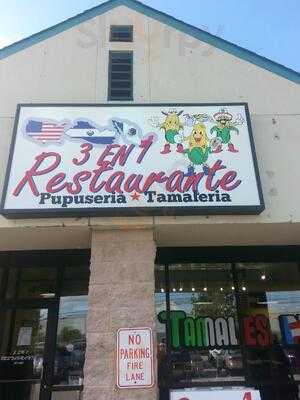 3 EN 1
Restaurante
Pupuseria ★ Tamaleria
TAMALES
NO
PARKING
FIRE
LANE